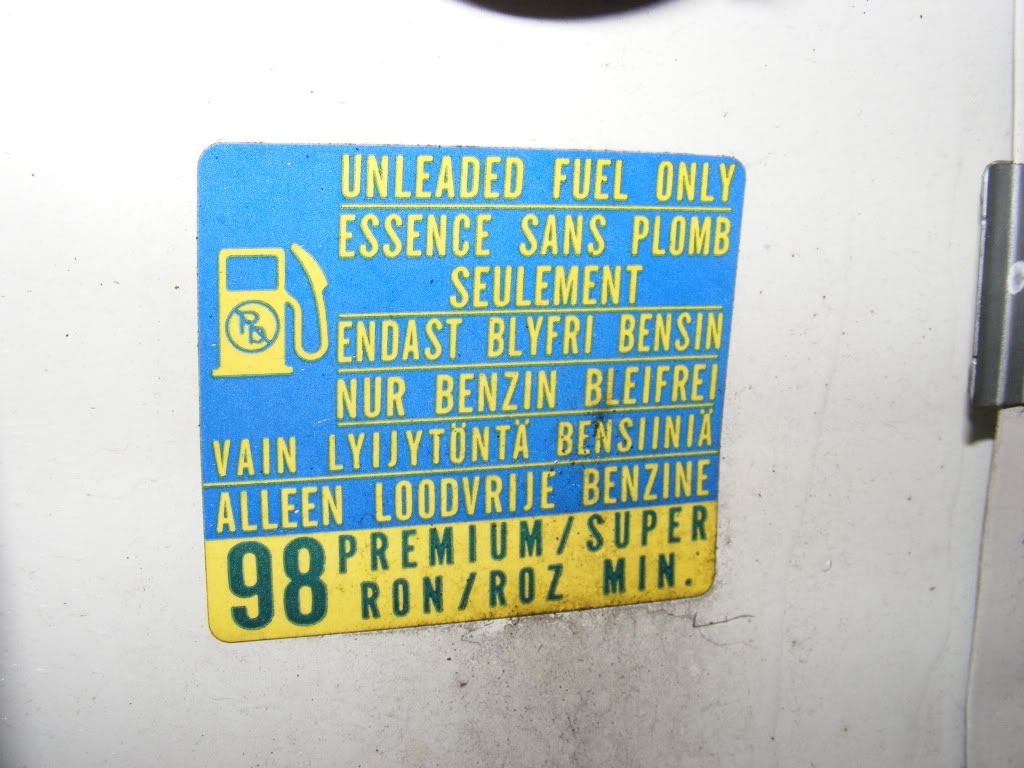 UNLEADED FUEL ONLY
ESSENCE SANS PLOMB
SEULEMENT
Pb
ENDAST BLYFRI BENSIN
NUR BENZIN BLEIFREI
VAIN LYIJYTÖNTÄ BENSIINIÄ
ALLEEN LOODVRIJE BENZINE
98 PREMIUM/SUPER
RON/ROZ MIN.